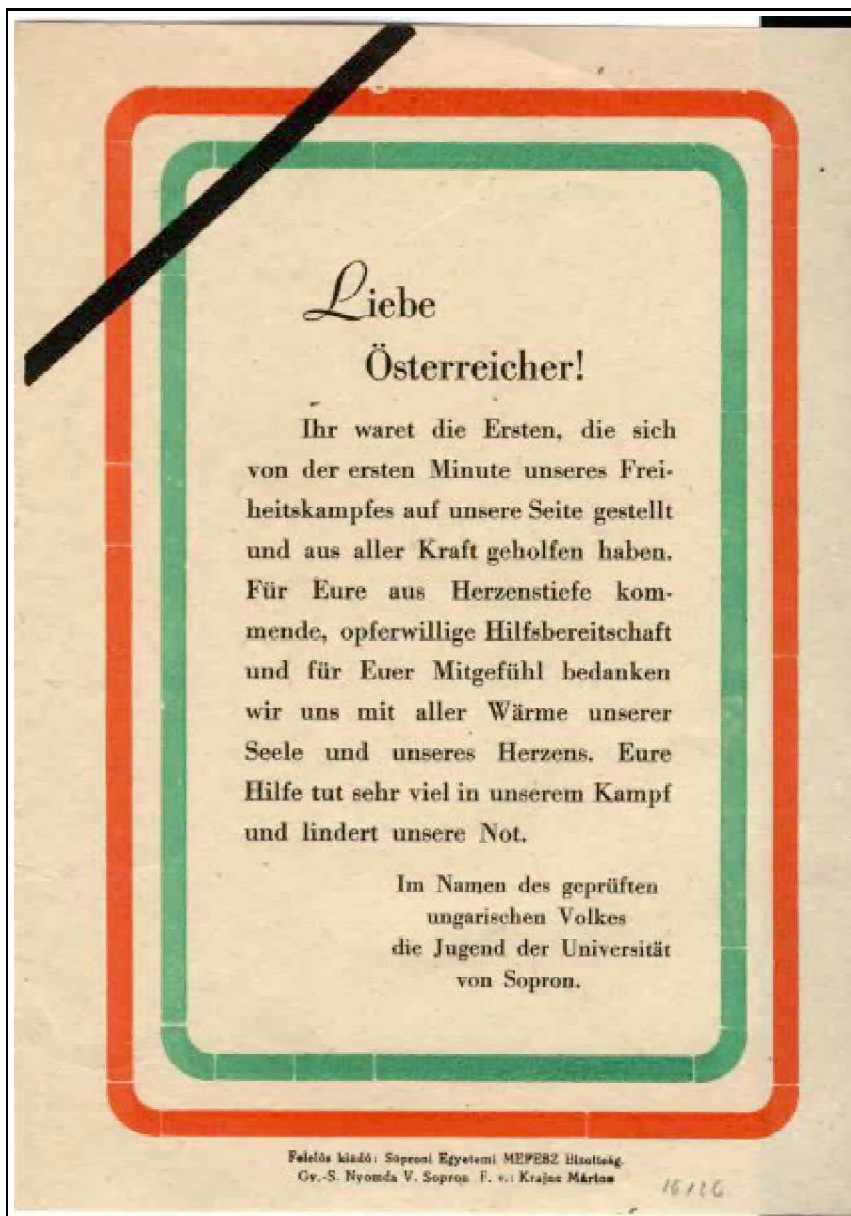 Liebe
Österreicher!
Ihr waret die Ersten, die sich
von der ersten Minute unseres Frei-
heitskampfes auf unsere Seite gestellt
und aus aller Kraft geholfen haben.
Für Eure aus Herzenstiefe kom-
mende, opferwillige Hilfsbereitschaft
und für Euer Mitgefühl bedanken
wir uns mit aller Wärme unserer
Seele und unseres Herzens. Eure
Hilfe tut sehr viel in unserem Kampf
und lindert unsere Not.
Im Namen des geprüften
ungarischen Volkes
die Jugend der Universität
von Sopron.
Felelős kiadó: Soproni Egyetemi MEFESZ Bizottság.
Gy.-S. Nyomda V. Sopron F. v.: Krajne Márton
16/26